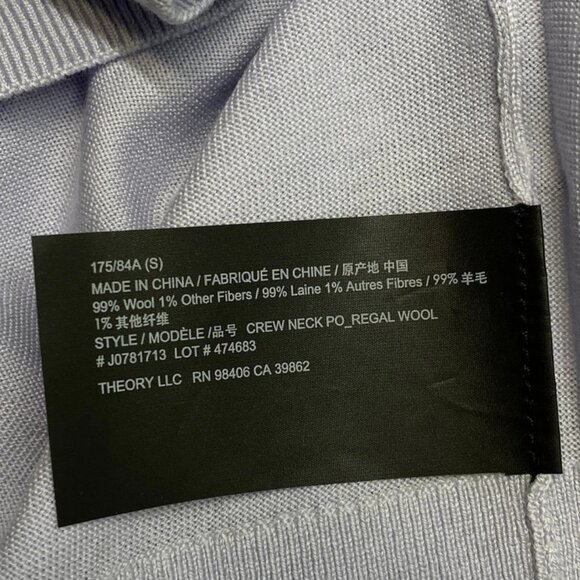 175/84A (S)
MADE IN CHINA / FABRIQUÉ EN CHINE / 原产地 中国
99% Wool 1% Other Fibers / 99% Laine 1% Autres Fibres / 99% 羊毛
1% 其他纤维
STYLE / MODÈLE /品号 CREW NECK PO_REGAL WOOL
# J0781713 LOT # 474683
THEORY LLC RN 98406 CA 39862